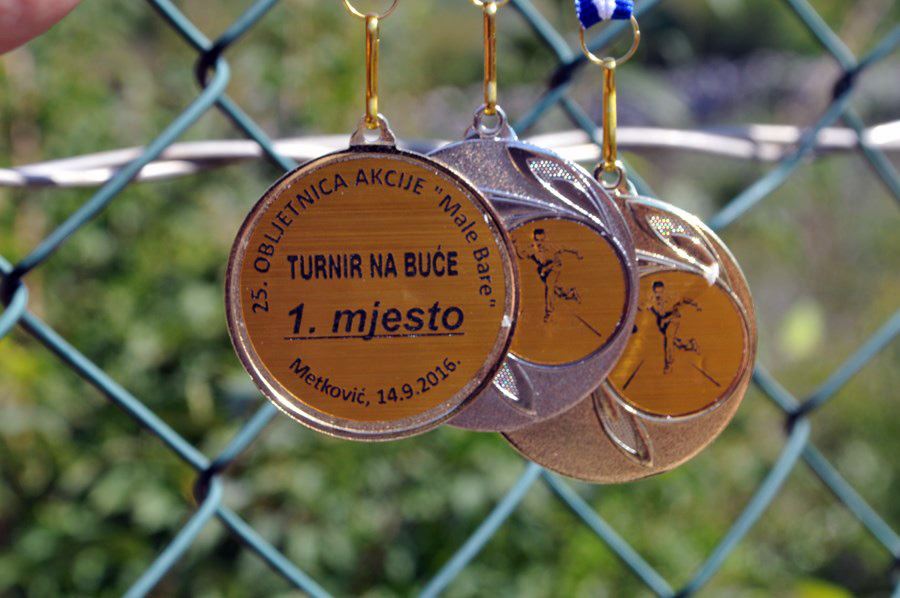 25. OBLJETNICA AKCIJE "Male Bare"
TURNIR NA BUĆE
1. mjesto
Metković, 14.9.2016.